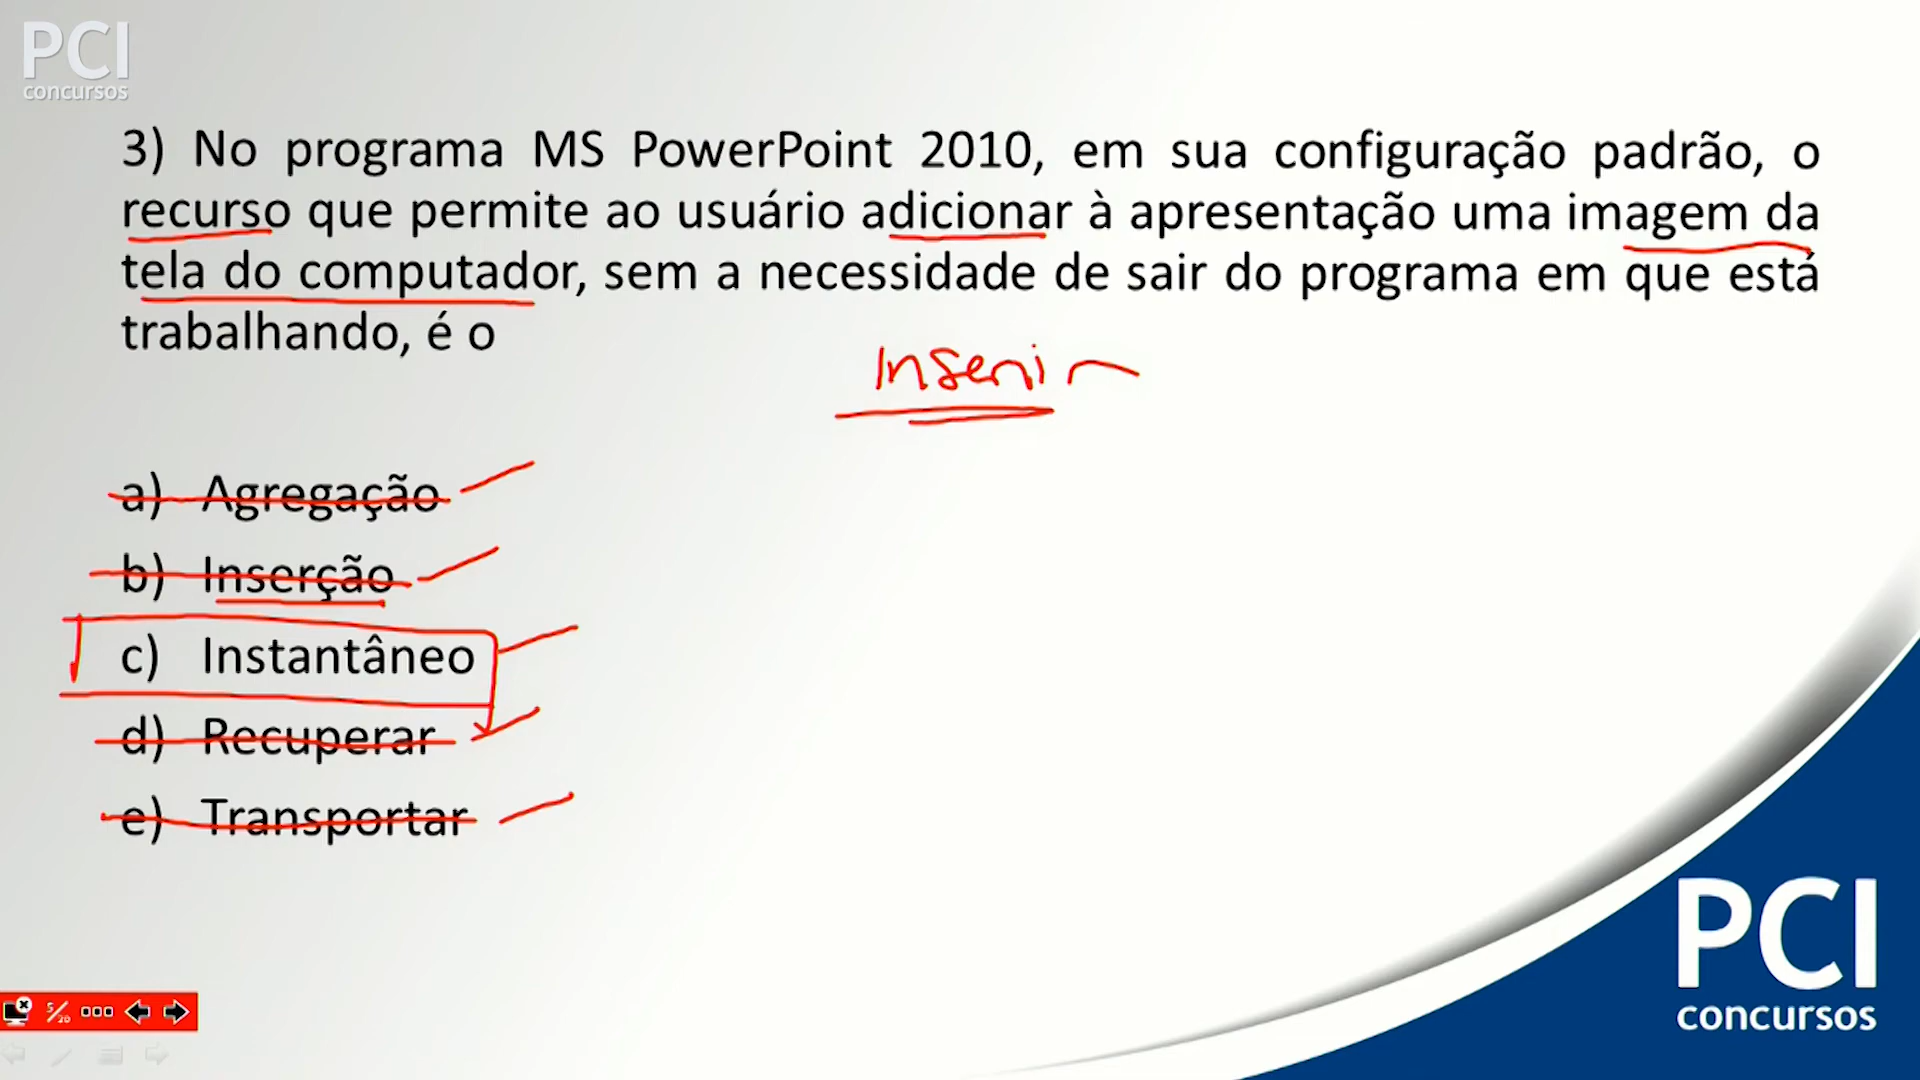 PCI
concursos
3) No programa MS PowerPoint 2010, em sua configuração padrão, o
recurso que permite ao usuário adicionar à apresentação uma imagem da
tela do computador, sem a necessidade de sair do programa em que está
trabalhando, é o
Inserir
a) Agregação
b) Inserção
c) Instantâneo
d) Recuperar
e) Transportar
5/20
PCI
concursos